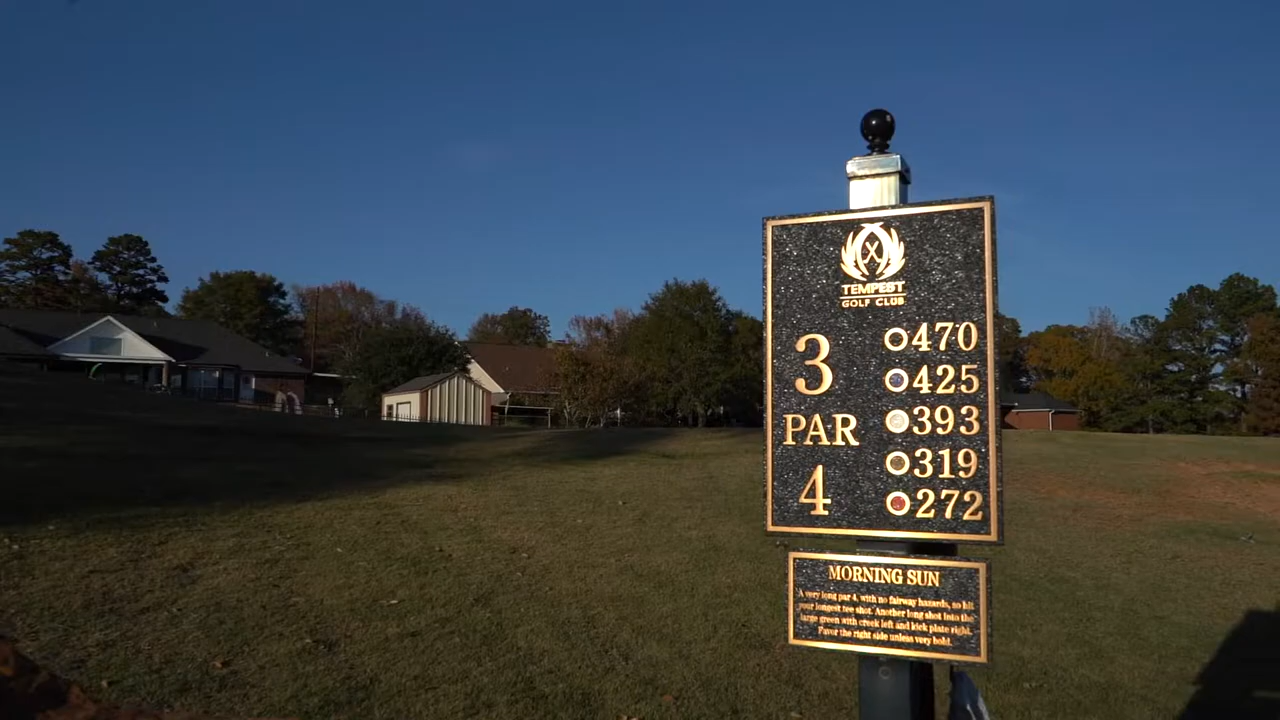 TEMPEST
GOLF CLUB
3
PAR
4
470
425
393
319
272
MORNING SUN
A very long par 4, with no fairway hazards, so hit
your longest tee shot. Another long shot into the
large green with creek left and kick plate right.
Favor the right side unless very bold.